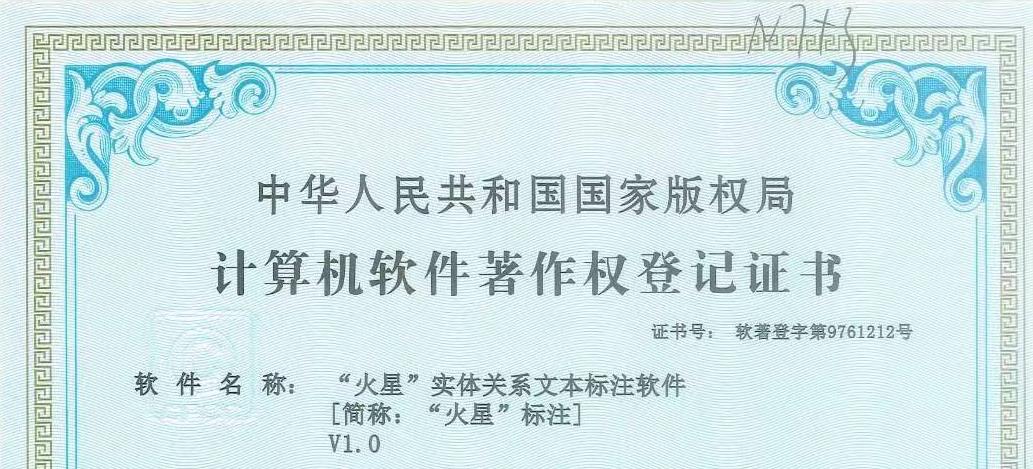 中华人民共和国国家版权局
计算机软件著作权登记证书
证书号： 软著登字第9761212号
软件名称： “火星”实体关系文本标注软件
[简称：“火星”标注]
V1.0